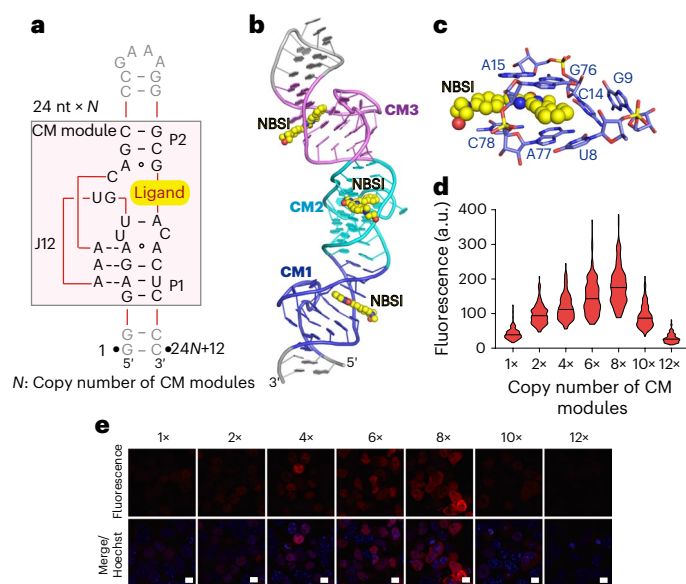 a
G A A A
C G
C – G
G – G
24 nt × N
CM module
C – G
G – C P2
A ∘ G
C
– UG Ligand
J12
U – A
U C
A A
A -- A ∘ A
A G – C
A -- A – U P1
G – C
1 • G – C
G – C • 24N+12
5′ 3′
N: Copy number of CM modules
b
CM3
NBSI
NBSI
CM2
CM1
NBSI
5′
3′
c
NBSI
A15
G76
G9
C14
C78
A77
U8
d
Fluorescence (a.u.)
400
300
200
100
0
1× 2× 4× 6× 8× 10× 12×
Copy number of CM
modules
e
1× 2× 4× 6× 8× 10× 12×
Fluorescence
Merge/
Hoechst